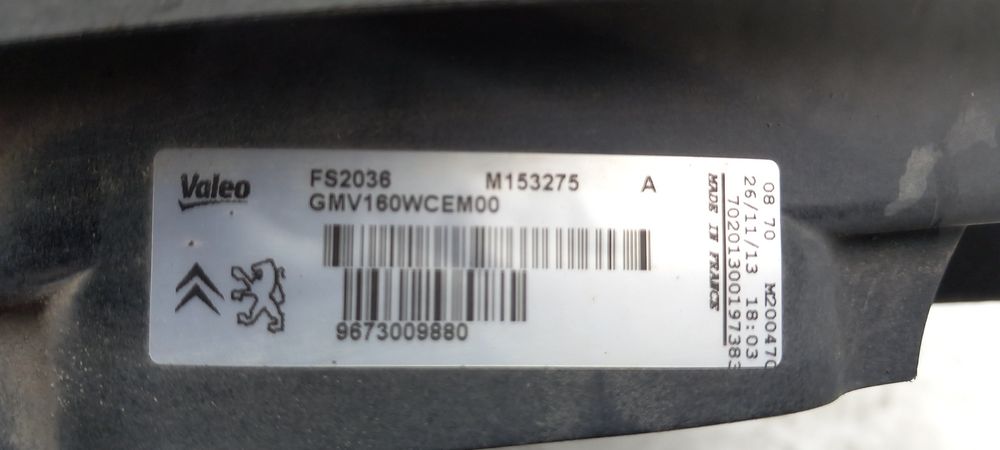 Valeo
FS2036 M153275 A
GMV160WCEM00
9673009880
08 70 M200470
26/11/13 18:03
7020130019738
MADE IN FRANCE